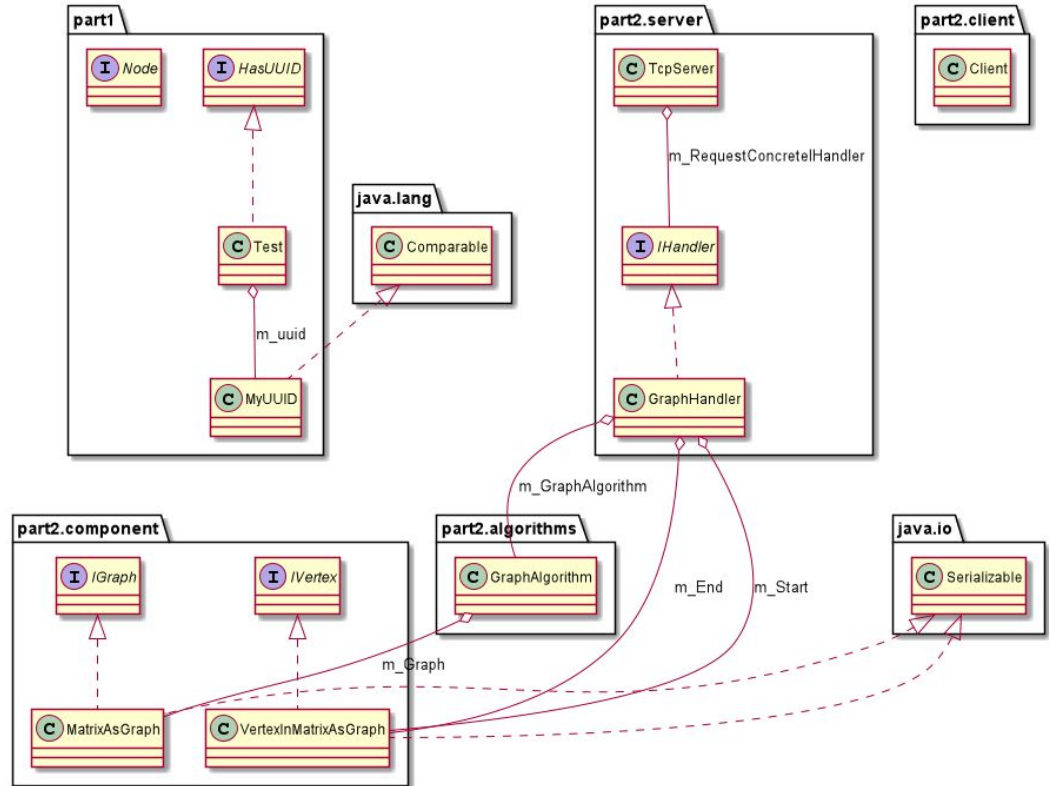 part1
part2.server
part2.client
I Node
I HasUUID
C TcpServer
C Client
m_RequestConcreteIHandler
java.lang
C Test
C Comparable
I IHandler
m_uuid
C MyUUID
C GraphHandler
m_GraphAlgorithm
part2.component
part2.algorithms
java.io
I IGraph
I IVertex
C GraphAlgorithm
m_End
m_Start
C Serializable
m_Graph
C MatrixAsGraph
C VertexInMatrixAsGraph